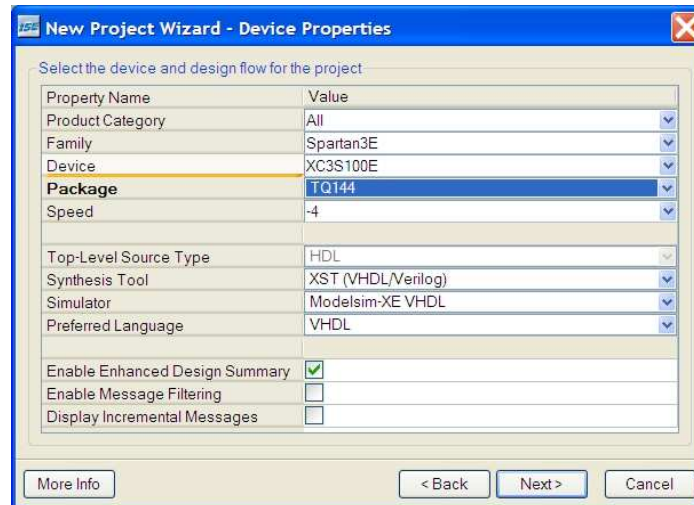 ISE New Project Wizard - Device Properties
Select the device and design flow for the project
Property Name Value
Product Category All
Family Spartan3E
Device XC3S100E
Package TQ144
Speed -4
Top-Level Source Type HDL
Synthesis Tool XST (VHDL/Verilog)
Simulator Modelsim-XE VHDL
Preferred Language VHDL
Enable Enhanced Design Summary
Enable Message Filtering
Display Incremental Messages
More Info < Back Next > Cancel